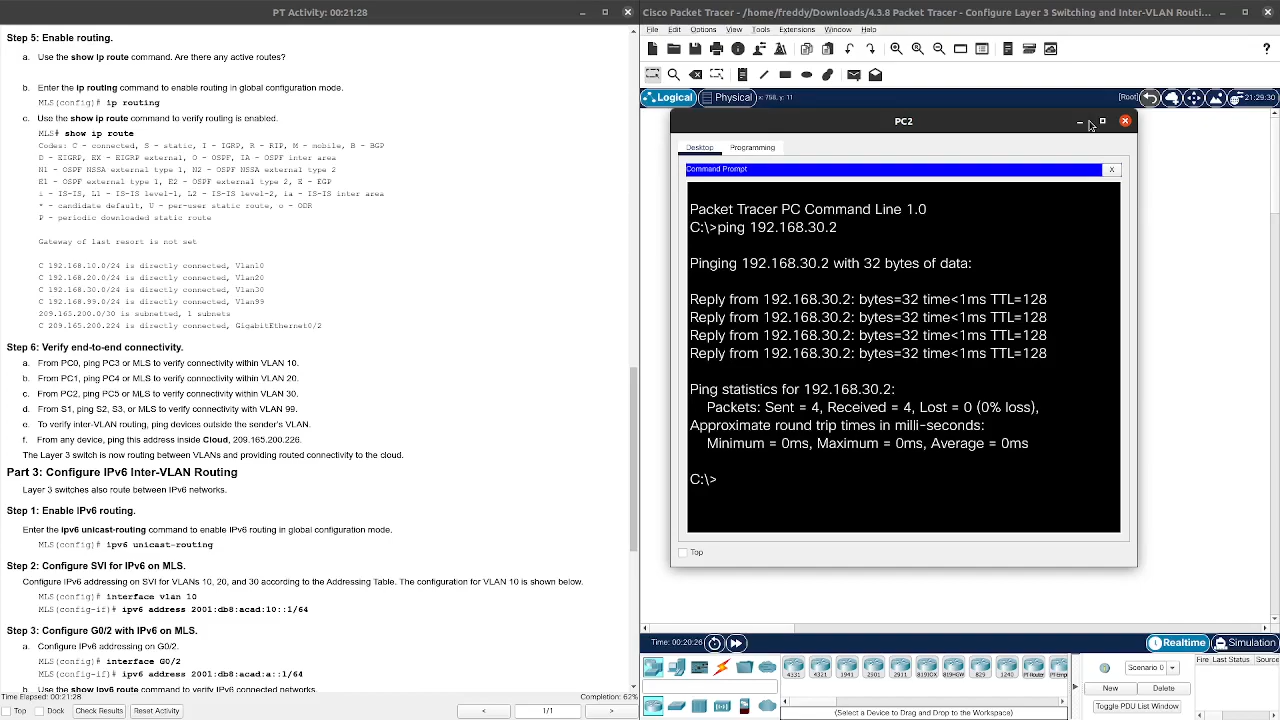 PT Activity: 00:21:28
Step 5: Enable routing.
a. Use the show ip route command. Are there any active routes?
b. Enter the ip routing command to enable routing in global configuration mode.
MLS(config)# ip routing
c. Use the show ip route command to verify routing is enabled.
MLS# show ip route
Codes: C - connected, S - static, I - IGRP, R - RIP, M - mobile, B - BGP
D - EIGRP, EX - EIGRP external, O - OSPF, IA - OSPF inter area
N1 - OSPF NSSA external type 1, N2 - OSPF NSSA external type 2
E1 - OSPF external type 1, E2 - OSPF external type 2, E - EGP
i - IS-IS, L1 - IS-IS level-1, L2 - IS-IS level-2, ia - IS-IS inter area
* - candidate default, U - per-user static route, o - ODR
P - periodic downloaded static route
Gateway of last resort is not set
C 192.168.10.0/24 is directly connected, Vlan10
C 192.168.20.0/24 is directly connected, Vlan20
C 192.168.30.0/24 is directly connected, Vlan30
C 192.168.99.0/24 is directly connected, Vlan99
209.165.200.0/30 is subnetted, 1 subnets
C 209.165.200.224 is directly connected, GigabitEthernet0/2
Step 6: Verify end-to-end connectivity.
a. From PC0, ping PC3 or MLS to verify connectivity within VLAN 10.
b. From PC1, ping PC4 or MLS to verify connectivity within VLAN 20.
c. From PC2, ping PC5 or MLS to verify connectivity within VLAN 30.
d. From S1, ping S2, S3, or MLS to verify connectivity with VLAN 99.
e. To verify inter-VLAN routing, ping devices outside the sender's VLAN.
f. From any device, ping this address inside Cloud, 209.165.200.226.
The Layer 3 switch is now routing between VLANs and providing routed connectivity to the cloud.
Part 3: Configure IPv6 Inter-VLAN Routing
Layer 3 switches also route between IPv6 networks.
Step 1: Enable IPv6 routing.
Enter the ipv6 unicast-routing command to enable IPv6 routing in global configuration mode.
MLS(config)# ipv6 unicast-routing
Step 2: Configure SVI for IPv6 on MLS.
Configure IPv6 addressing on SVI for VLANs 10, 20, and 30 according to the Addressing Table. The configuration for VLAN 10 is shown below.
MLS(config)# interface vlan 10
MLS(config-if)# ipv6 address 2001:db8:acad:10::1/64
Step 3: Configure G0/2 with IPv6 on MLS.
a. Configure IPv6 addressing on G0/2.
MLS(config)# interface G0/2
MLS(config-if)# ipv6 address 2001:db8:acad:a::1/64
b. Use the show ipv6 route command to verify IPv6 connected networks.
Time Elapsed: 00:21:28
Completion: 62%
Top
Dock
Check Results
Reset Activity
<
1/1
>
Cisco Packet Tracer - /home/freddy/Downloads/4.3.8 Packet Tracer - Configure Layer 3 Switching and Inter-VLAN Routi...
File Edit Options View Tools Extensions Window Help
?
Logical
Physical
x: 758, y: 11
[Root]
21:29:30
PC2
Desktop
Programming
Command Prompt
X
Packet Tracer PC Command Line 1.0
C:\>ping 192.168.30.2
Pinging 192.168.30.2 with 32 bytes of data:
Reply from 192.168.30.2: bytes=32 time<1ms TTL=128
Reply from 192.168.30.2: bytes=32 time<1ms TTL=128
Reply from 192.168.30.2: bytes=32 time<1ms TTL=128
Reply from 192.168.30.2: bytes=32 time<1ms TTL=128
Ping statistics for 192.168.30.2:
Packets: Sent = 4, Received = 4, Lost = 0 (0% loss),
Approximate round trip times in milli-seconds:
Minimum = 0ms, Maximum = 0ms, Average = 0ms
C:\>
Top
Time: 00:20:26
Realtime
Simulation
4331 4321 1941 2901 2911 819IOX 819HGW 829 1240 PT Router PT Emp
Scenario 0
New
Delete
Toggle PDU List Window
Fire Last Status Source
(Select a Device to Drag and Drop to the Workspace)